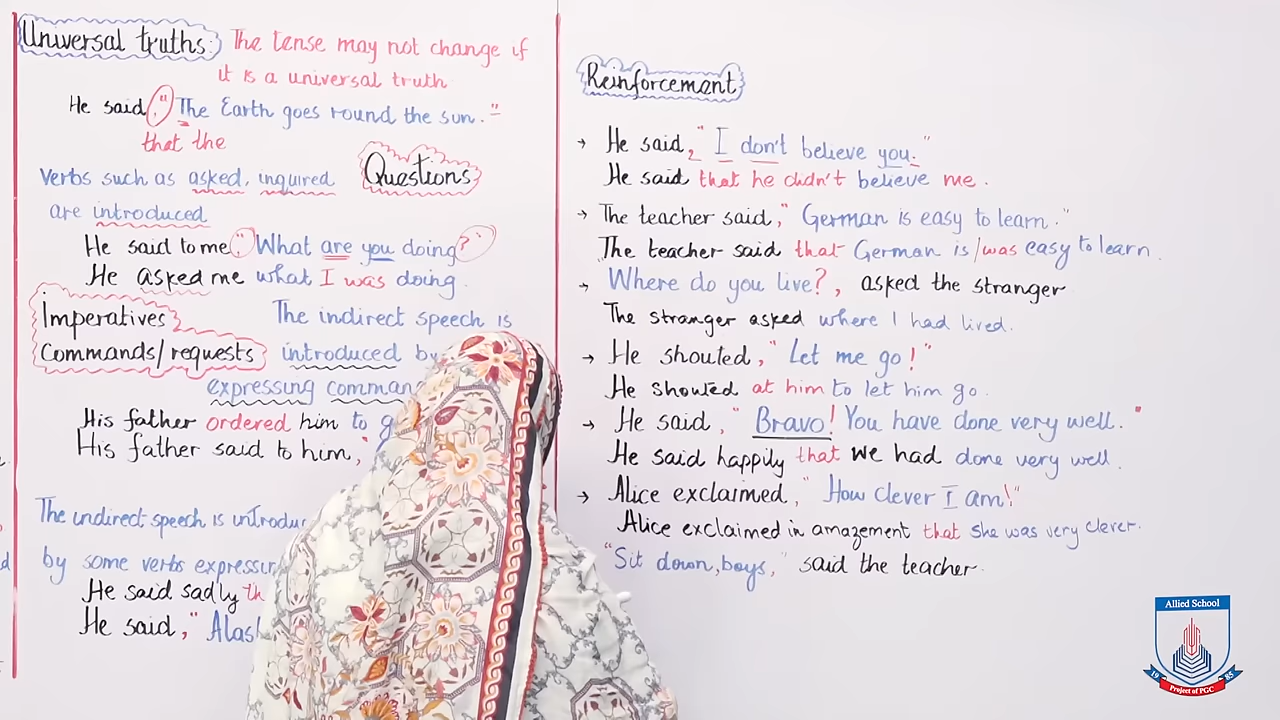 Universal truths:
The tense may not change if
it is a universal truth
He said, "The Earth goes round the sun."
that the
verbs such as asked, inquired
Questions
are introduced
He said to me, "What are you doing?"
He asked me what I was doing.
Imperatives
Commands/requests
The indirect speech is
introduced by
expressing
His father ordered him to
His father said to him, "
The indirect speech is
by some verbs
He said sadly
He said, "Alas
Reinforcement
→ He said, "I don't believe you."
He said that he didn't believe me.
→ The teacher said, "German is easy to learn."
The teacher said that German is/was easy to learn.
→ Where do you live?, asked the stranger
The stranger asked where I had lived.
→ He shouted, "Let me go!"
He shouted at him to let him go.
→ He said, "Bravo! You have done very well."
He said happily that we had done very well.
→ Alice exclaimed, "How clever I am!"
Alice exclaimed in amazement that she was very clever.
"Sit down, boys," said the teacher.
Allied School
19 85
Project of PGC